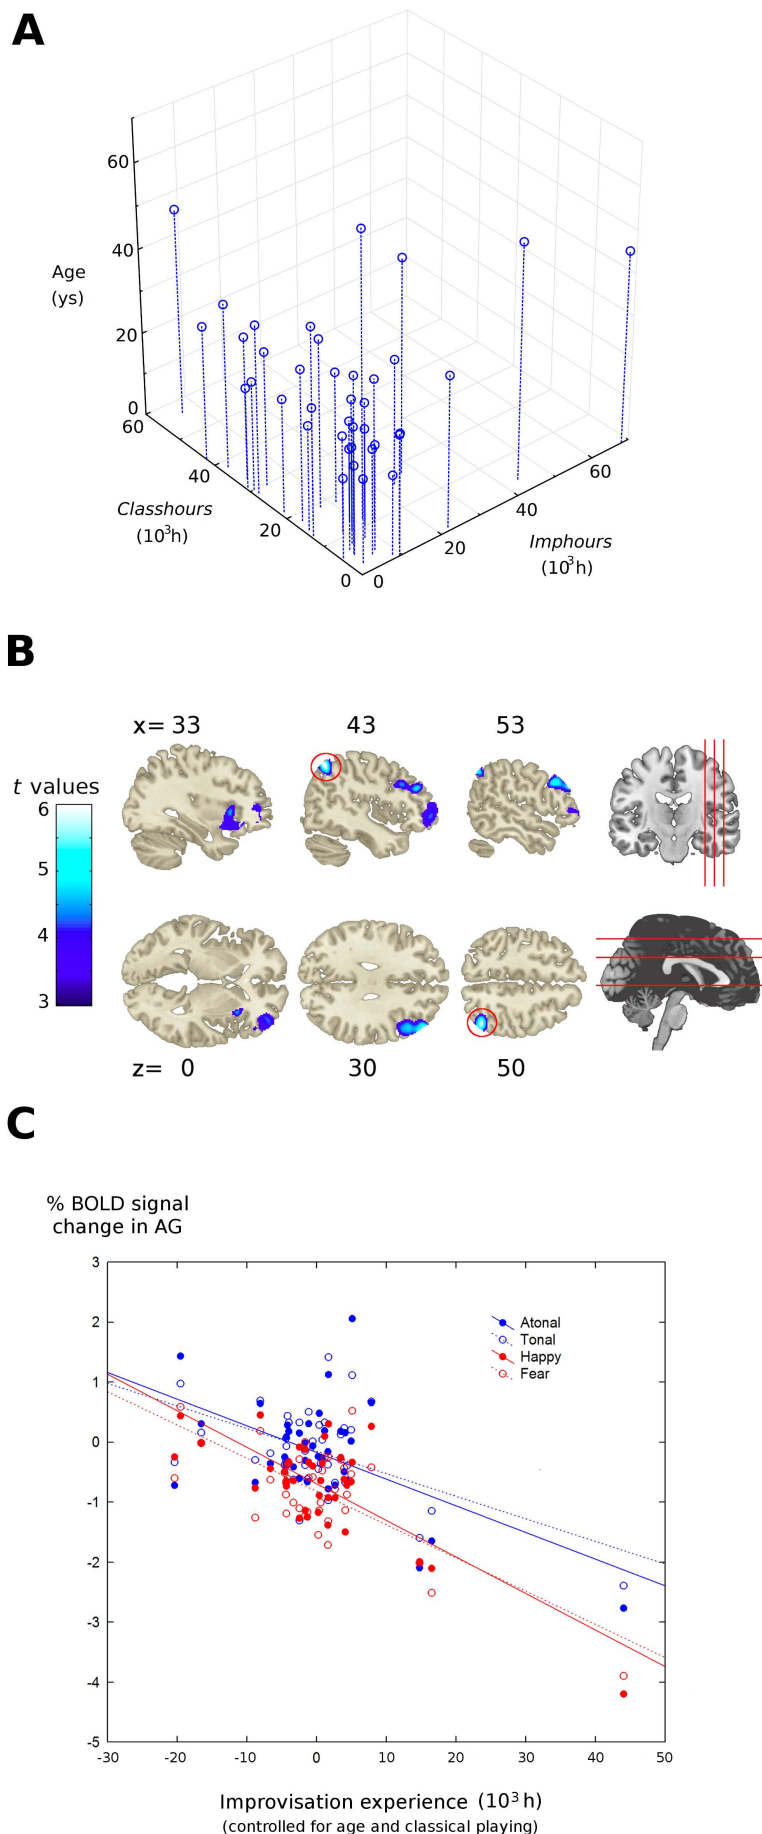 A
60
40
20
0
Age
(ys)
60
40
20
0
Classhours
(10³h)
0
20
40
60
Imphours
(10³h)
B
x= 33 43 53
t values
6
5
4
3
z= 0 30 50
C
% BOLD signal
change in AG
3
2
1
0
-1
-2
-3
-4
-5
Atonal
Tonal
Happy
Fear
-30 -20 -10 0 10 20 30 40 50
Improvisation experience (10³ h)
(controlled for age and classical playing)